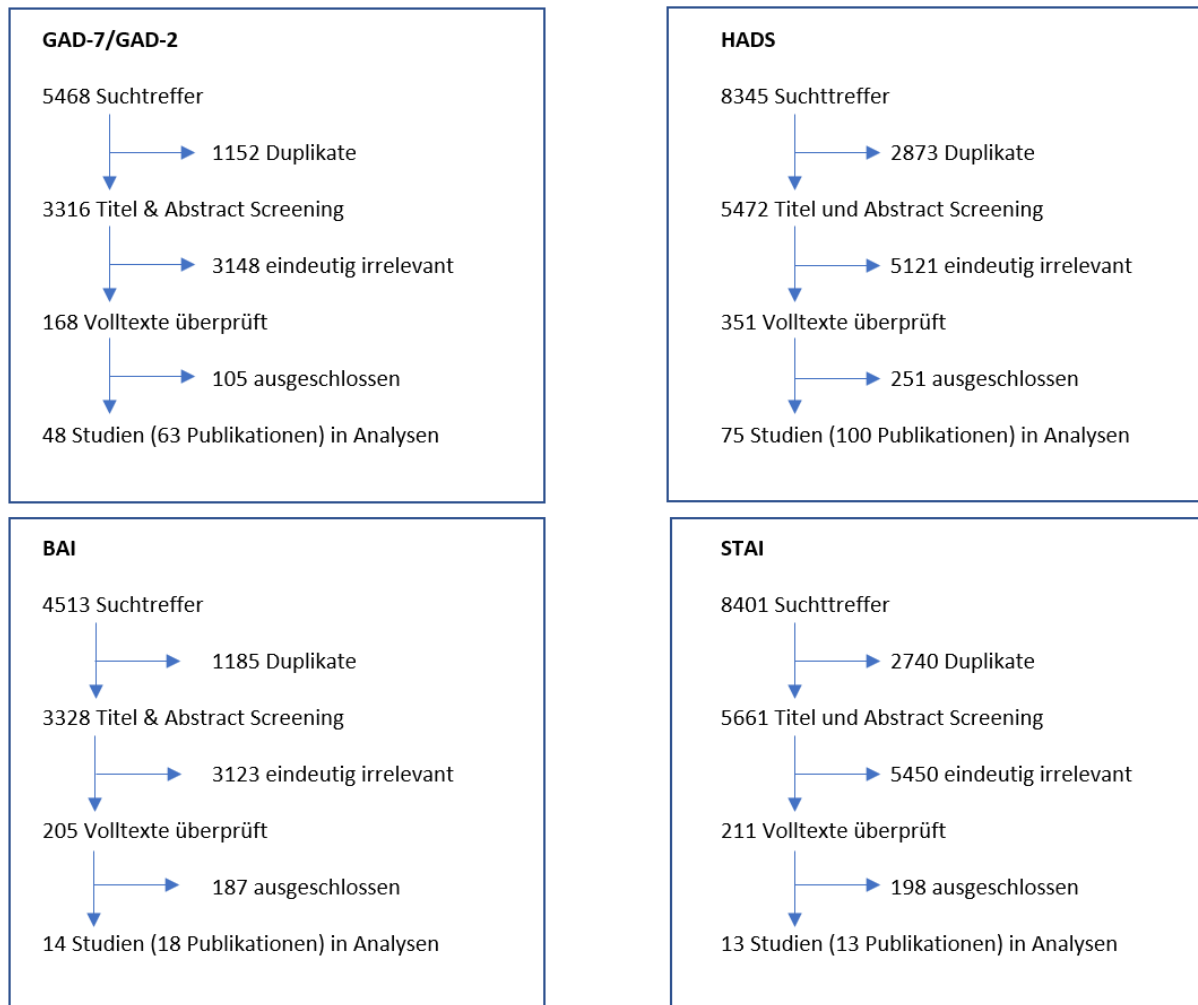 GAD-7/GAD-2
5468 Suchtreffer
1152 Duplikate
3316 Titel & Abstract Screening
3148 eindeutig irrelevant
168 Volltexte überprüft
105 ausgeschlossen
48 Studien (63 Publikationen) in Analysen
HADS
8345 Suchttreffer
2873 Duplikate
5472 Titel und Abstract Screening
5121 eindeutig irrelevant
351 Volltexte überprüft
251 ausgeschlossen
75 Studien (100 Publikationen) in Analysen
BAI
4513 Suchtreffer
1185 Duplikate
3328 Titel & Abstract Screening
3123 eindeutig irrelevant
205 Volltexte überprüft
187 ausgeschlossen
14 Studien (18 Publikationen) in Analysen
STAI
8401 Suchttreffer
2740 Duplikate
5661 Titel und Abstract Screening
5450 eindeutig irrelevant
211 Volltexte überprüft
198 ausgeschlossen
13 Studien (13 Publikationen) in Analysen